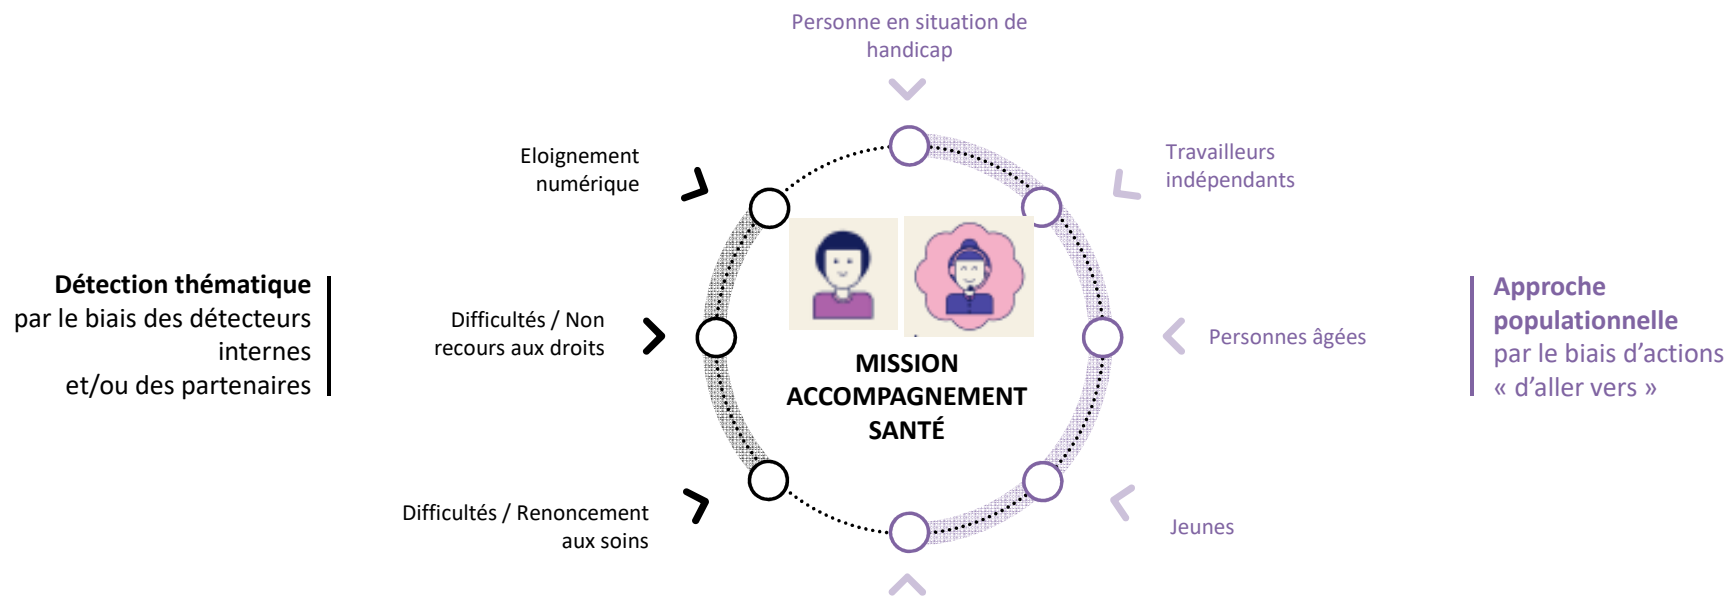 Personne en situation de
handicap
Eloignement
numérique
Travailleurs
indépendants
Détection thématique
par le biais des détecteurs
internes
et/ou des partenaires
Difficultés / Non
recours aux droits
MISSION
ACCOMPAGNEMENT
SANTÉ
Personnes âgées
Approche
populationnelle
par le biais d’actions
« d’aller vers »
Difficultés / Renoncement
aux soins
Jeunes